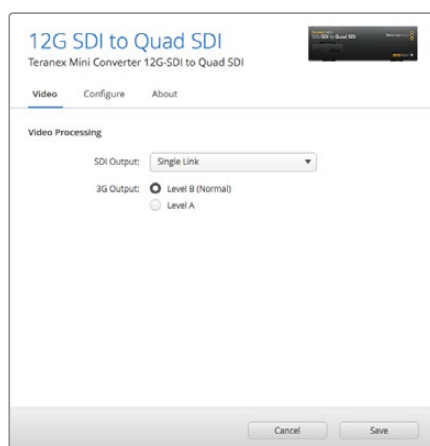 12G SDI to Quad SDI
Teranex Mini Converter 12G-SDI to Quad SDI
Video Configure About
Video Processing
SDI Output: Single Link
3G Output: Level B (Normal)
Level A
Cancel Save